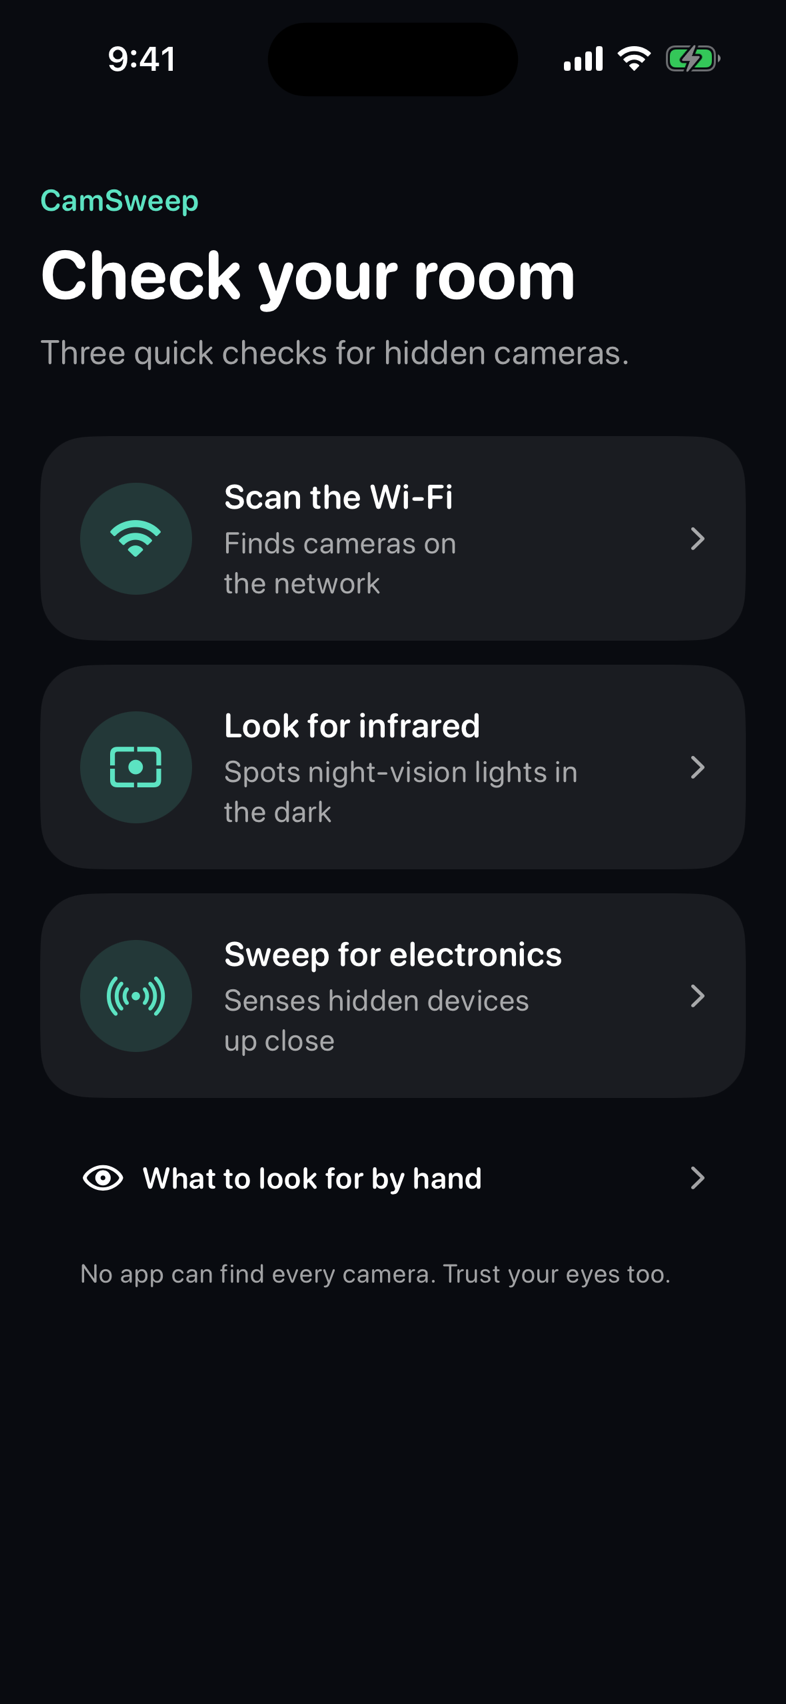 9:41
CamSweep
Check your room
Three quick checks for hidden cameras.
Scan the Wi-Fi
Finds cameras on
the network
Look for infrared
Spots night-vision lights in
the dark
Sweep for electronics
Senses hidden devices
up close
What to look for by hand
No app can find every camera. Trust your eyes too.